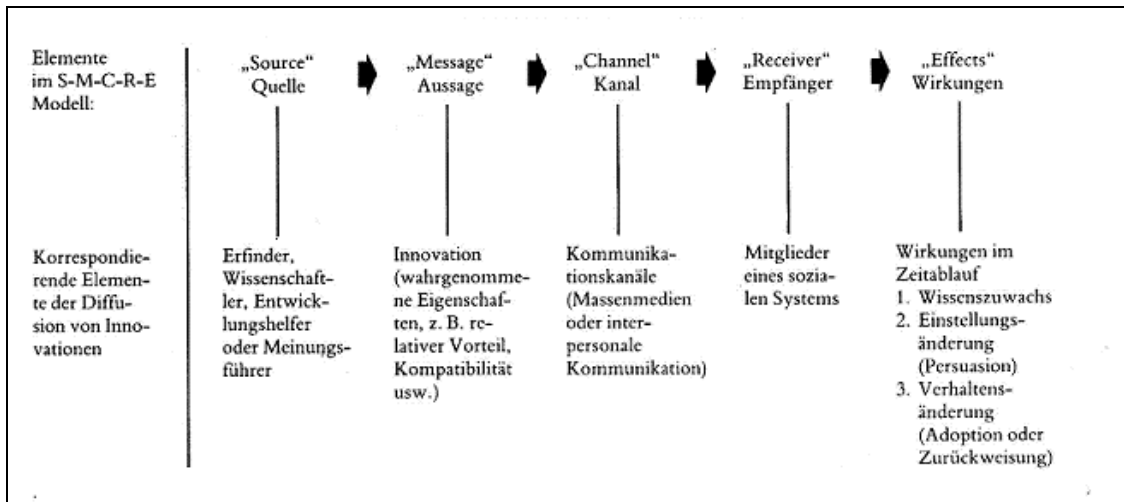 Elemente
im S-M-C-R-E
Modell:
„Source“
Quelle
„Message“
Aussage
„Channel“
Kanal
„Receiver“
Empfänger
„Effects“
Wirkungen
Korrespondie-
rende Elemen-
te der Diffu-
sion von Inno-
vationen
Erfinder,
Wissenschaft-
ler, Entwick-
lungshelfer
oder Meinungs-
führer
Innovation
(wahrgenomme-
ne Eigenschaf-
ten, z. B. re-
lativer Vorteil,
Kompatibilität
usw.)
Kommunika-
tionskanäle
(Massenmedien
oder inter-
personale
Kommunikation)
Mitglieder
eines sozia-
len Systems
Wirkungen im
Zeitablauf
1. Wissenszuwachs
2. Einstellungs-
änderung
(Persuasion)
3. Verhaltens-
änderung
(Adoption oder
Zurückweisung)